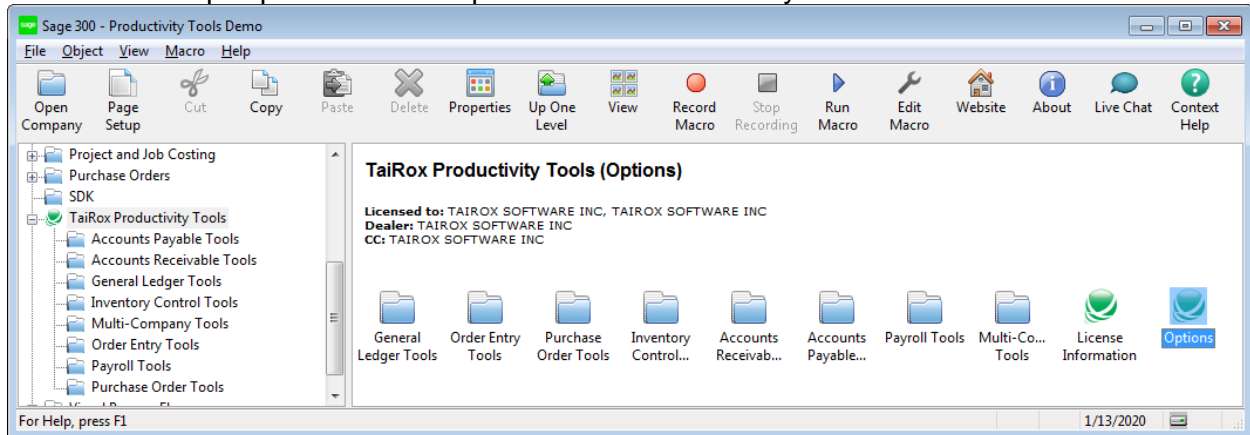 sage Sage 300 - Productivity Tools Demo
File Object View Macro Help
Open Company
Page Setup
Cut
Copy
Paste
Delete
Properties
Up One Level
View
Record Macro
Stop Recording
Run Macro
Edit Macro
Website
About
Live Chat
Context Help
Project and Job Costing
Purchase Orders
SDK
TaiRox Productivity Tools
Accounts Payable Tools
Accounts Receivable Tools
General Ledger Tools
Inventory Control Tools
Multi-Company Tools
Order Entry Tools
Payroll Tools
Purchase Order Tools
TaiRox Productivity Tools (Options)
Licensed to: TAIROX SOFTWARE INC, TAIROX SOFTWARE INC
Dealer: TAIROX SOFTWARE INC
CC: TAIROX SOFTWARE INC
General Ledger Tools
Order Entry Tools
Purchase Order Tools
Inventory Control...
Accounts Receivab...
Accounts Payable...
Payroll Tools
Multi-Co... Tools
License Information
Options
For Help, press F1
1/13/2020